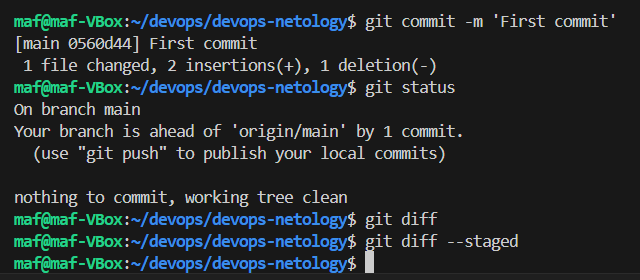 maf@maf-VBox:~/devops/devops-netology$ git commit -m 'First commit'
[main 0560d44] First commit
 1 file changed, 2 insertions(+), 1 deletion(-)
maf@maf-VBox:~/devops/devops-netology$ git status
On branch main
Your branch is ahead of 'origin/main' by 1 commit.
  (use "git push" to publish your local commits)

nothing to commit, working tree clean
maf@maf-VBox:~/devops/devops-netology$ git diff
maf@maf-VBox:~/devops/devops-netology$ git diff --staged
maf@maf-VBox:~/devops/devops-netology$